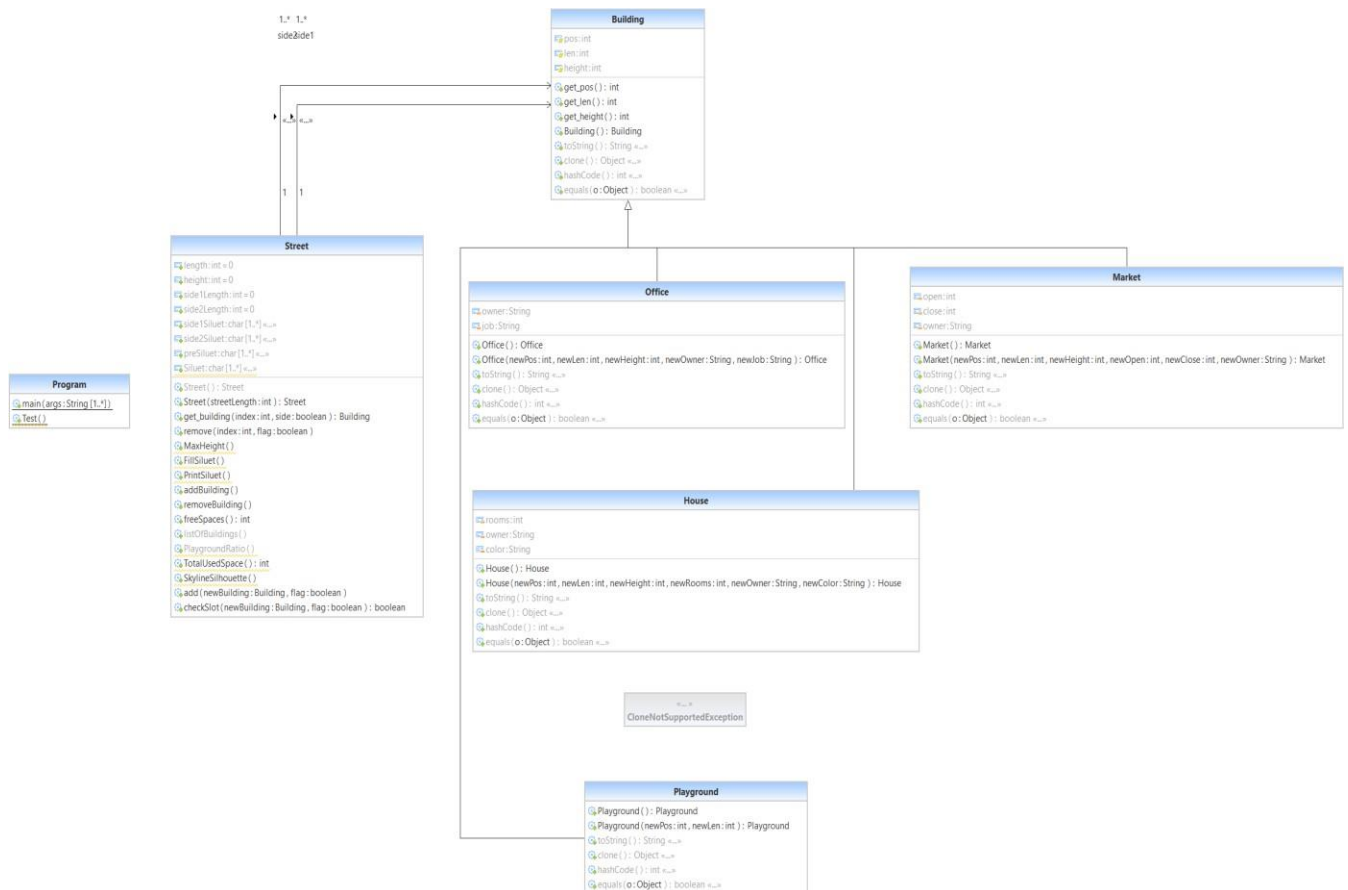 1..* 1..*
side2side1
«...» «...»
1 1
Building
pos:int
len:int
height:int
get_pos(): int
get_len(): int
get_height(): int
Building(): Building
toString(): String «...»
clone(): Object «...»
hashCode(): int «...»
equals(o:Object): boolean «...»
Street
length:int = 0
height:int = 0
side1Length:int = 0
side2Length:int = 0
side1Siluet:char [1..*] «...»
side2Siluet:char [1..*] «...»
preSiluet:char [1..*] «...»
Siluet:char [1..*] «...»
Street(): Street
Street(streetLength:int): Street
get_building(index:int, side:boolean): Building
remove(index:int, flag:boolean)
MaxHeight()
FillSiluet()
PrintSiluet()
addBuilding()
removeBuilding()
freeSpaces(): int
listOfBuildings()
PlaygroundRatio()
TotalUsedSpace(): int
SkylineSilhouette()
add(newBuilding:Building, flag:boolean)
checkSlot(newBuilding:Building, flag:boolean): boolean
Program
main(args:String [1..*])
Test()
Office
owner:String
job:String
Office(): Office
Office(newPos:int, newLen:int, newHeight:int, newOwner:String, newJob:String): Office
toString(): String «...»
clone(): Object «...»
hashCode(): int «...»
equals(o:Object): boolean «...»
Market
open:int
close:int
owner:String
Market(): Market
Market(newPos:int, newLen:int, newHeight:int, newOpen:int, newClose:int, newOwner:String): Market
toString(): String «...»
clone(): Object «...»
hashCode(): int «...»
equals(o:Object): boolean «...»
House
rooms:int
owner:String
color:String
House(): House
House(newPos:int, newLen:int, newHeight:int, newRooms:int, newOwner:String, newColor:String): House
toString(): String «...»
clone(): Object «...»
hashCode(): int «...»
equals(o:Object): boolean «...»
«...»
CloneNotSupportedException
Playground
Playground(): Playground
Playground(newPos:int, newLen:int): Playground
toString(): String «...»
clone(): Object «...»
hashCode(): int «...»
equals(o:Object): boolean «...»